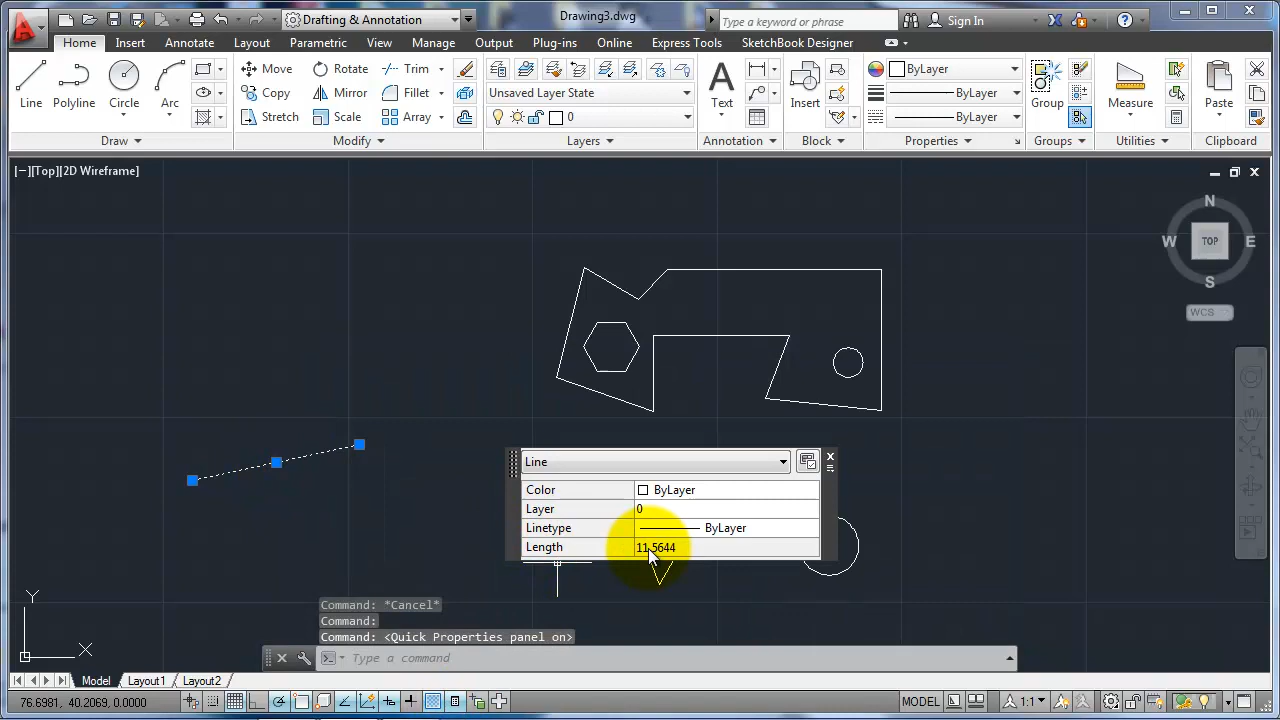 Drafting & Annotation
Drawing3.dwg
Type a keyword or phrase
Sign In
Home Insert Annotate Layout Parametric View Manage Output Plug-ins Online Express Tools SketchBook Designer
Line Polyline Circle Arc
Move Rotate Trim
Copy Mirror Fillet
Stretch Scale Array
Unsaved Layer State
0
Text
Insert
ByLayer
ByLayer
ByLayer
Group
Measure
Paste
Draw Modify Layers Annotation Block Properties Groups Utilities Clipboard
[−][Top][2D Wireframe]
N
W TOP E
S
WCS
Line
Color ByLayer
Layer 0
Linetype ByLayer
Length 11.5644
Y
X
Command: *Cancel*
Command:
Command: <Quick Properties panel on>
Type a command
Model Layout1 Layout2
76.6981, 40.2069, 0.0000
MODEL
1:1